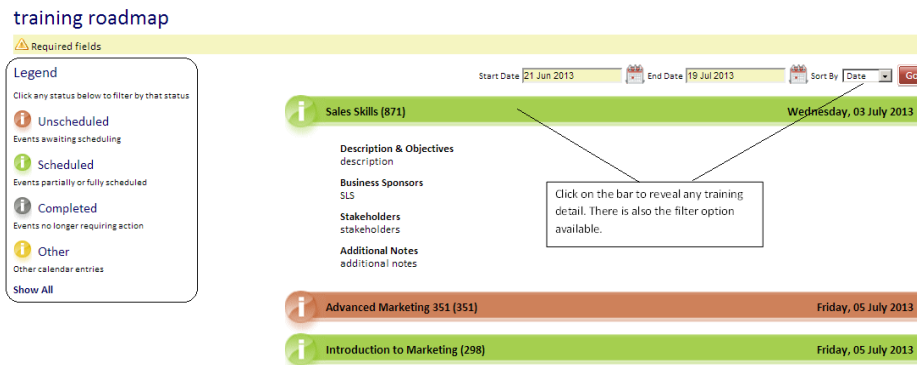 training roadmap
Required fields
Legend
Click any status below to filter by that status
Unscheduled
Events awaiting scheduling
Scheduled
Events partially or fully scheduled
Completed
Events no longer requiring action
Other
Other calendar entries
Show All
Start Date 21 Jun 2013 End Date 19 Jul 2013 Sort By Date Go
Sales Skills (871) Wednesday, 03 July 2013
Description & Objectives
description
Business Sponsors
SLS
Stakeholders
stakeholders
Additional Notes
additional notes
Click on the bar to reveal any training
detail. There is also the filter option
available.
Advanced Marketing 351 (351) Friday, 05 July 2013
Introduction to Marketing (298) Friday, 05 July 2013